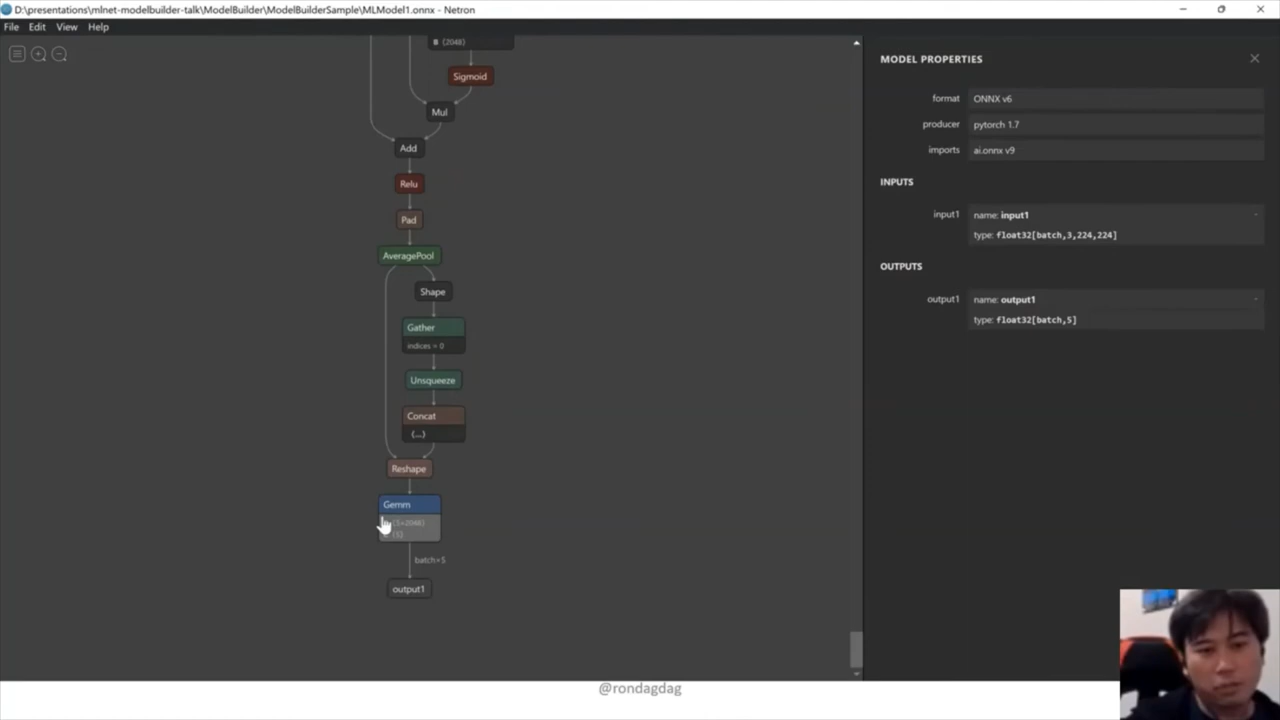 D:\presentations\mlnet-modelbuilder-talk\ModelBuilder\ModelBuilderSample\MLModel1.onnx - Netron
File Edit View Help
B ⟨2048⟩
Sigmoid
Mul
Add
Relu
Pad
AveragePool
Shape
Gather
indices = 0
Unsqueeze
Concat
⟨...⟩
Reshape
Gemm
⟨5×2048⟩
⟨5⟩
batch×5
output1
MODEL PROPERTIES
format ONNX v6
producer pytorch 1.7
imports ai.onnx v9
INPUTS
input1 name: input1
type: float32[batch,3,224,224]
OUTPUTS
output1 name: output1
type: float32[batch,5]
@rondagdag